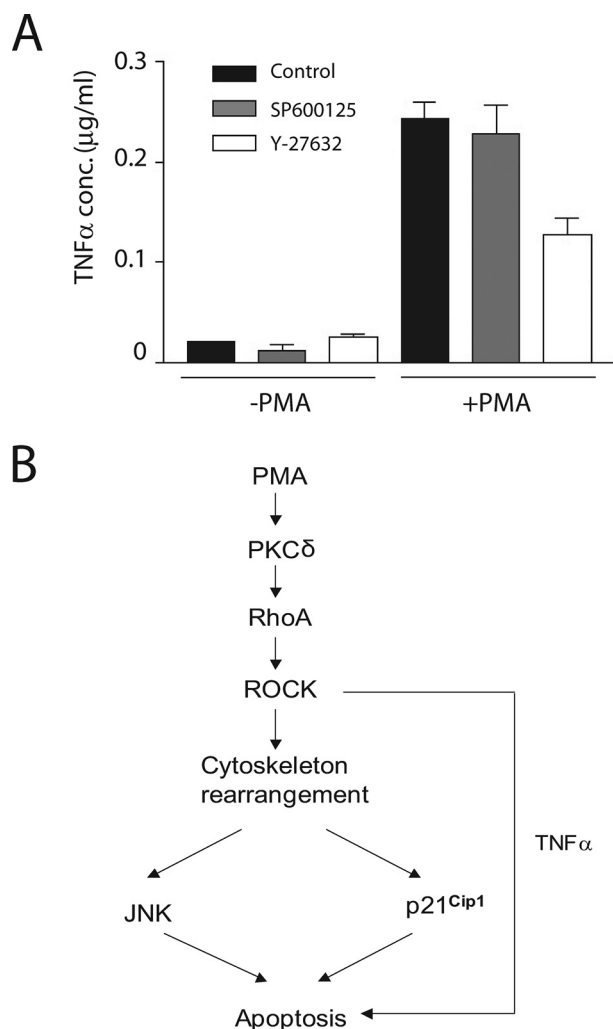 A
TNFα conc. (μg/ml)
0.3
0.2
0.1
0
Control
SP600125
Y-27632
-PMA
+PMA
B
PMA
PKCδ
RhoA
ROCK
Cytoskeleton
rearrangement
TNFα
JNK
p21Cip1
Apoptosis